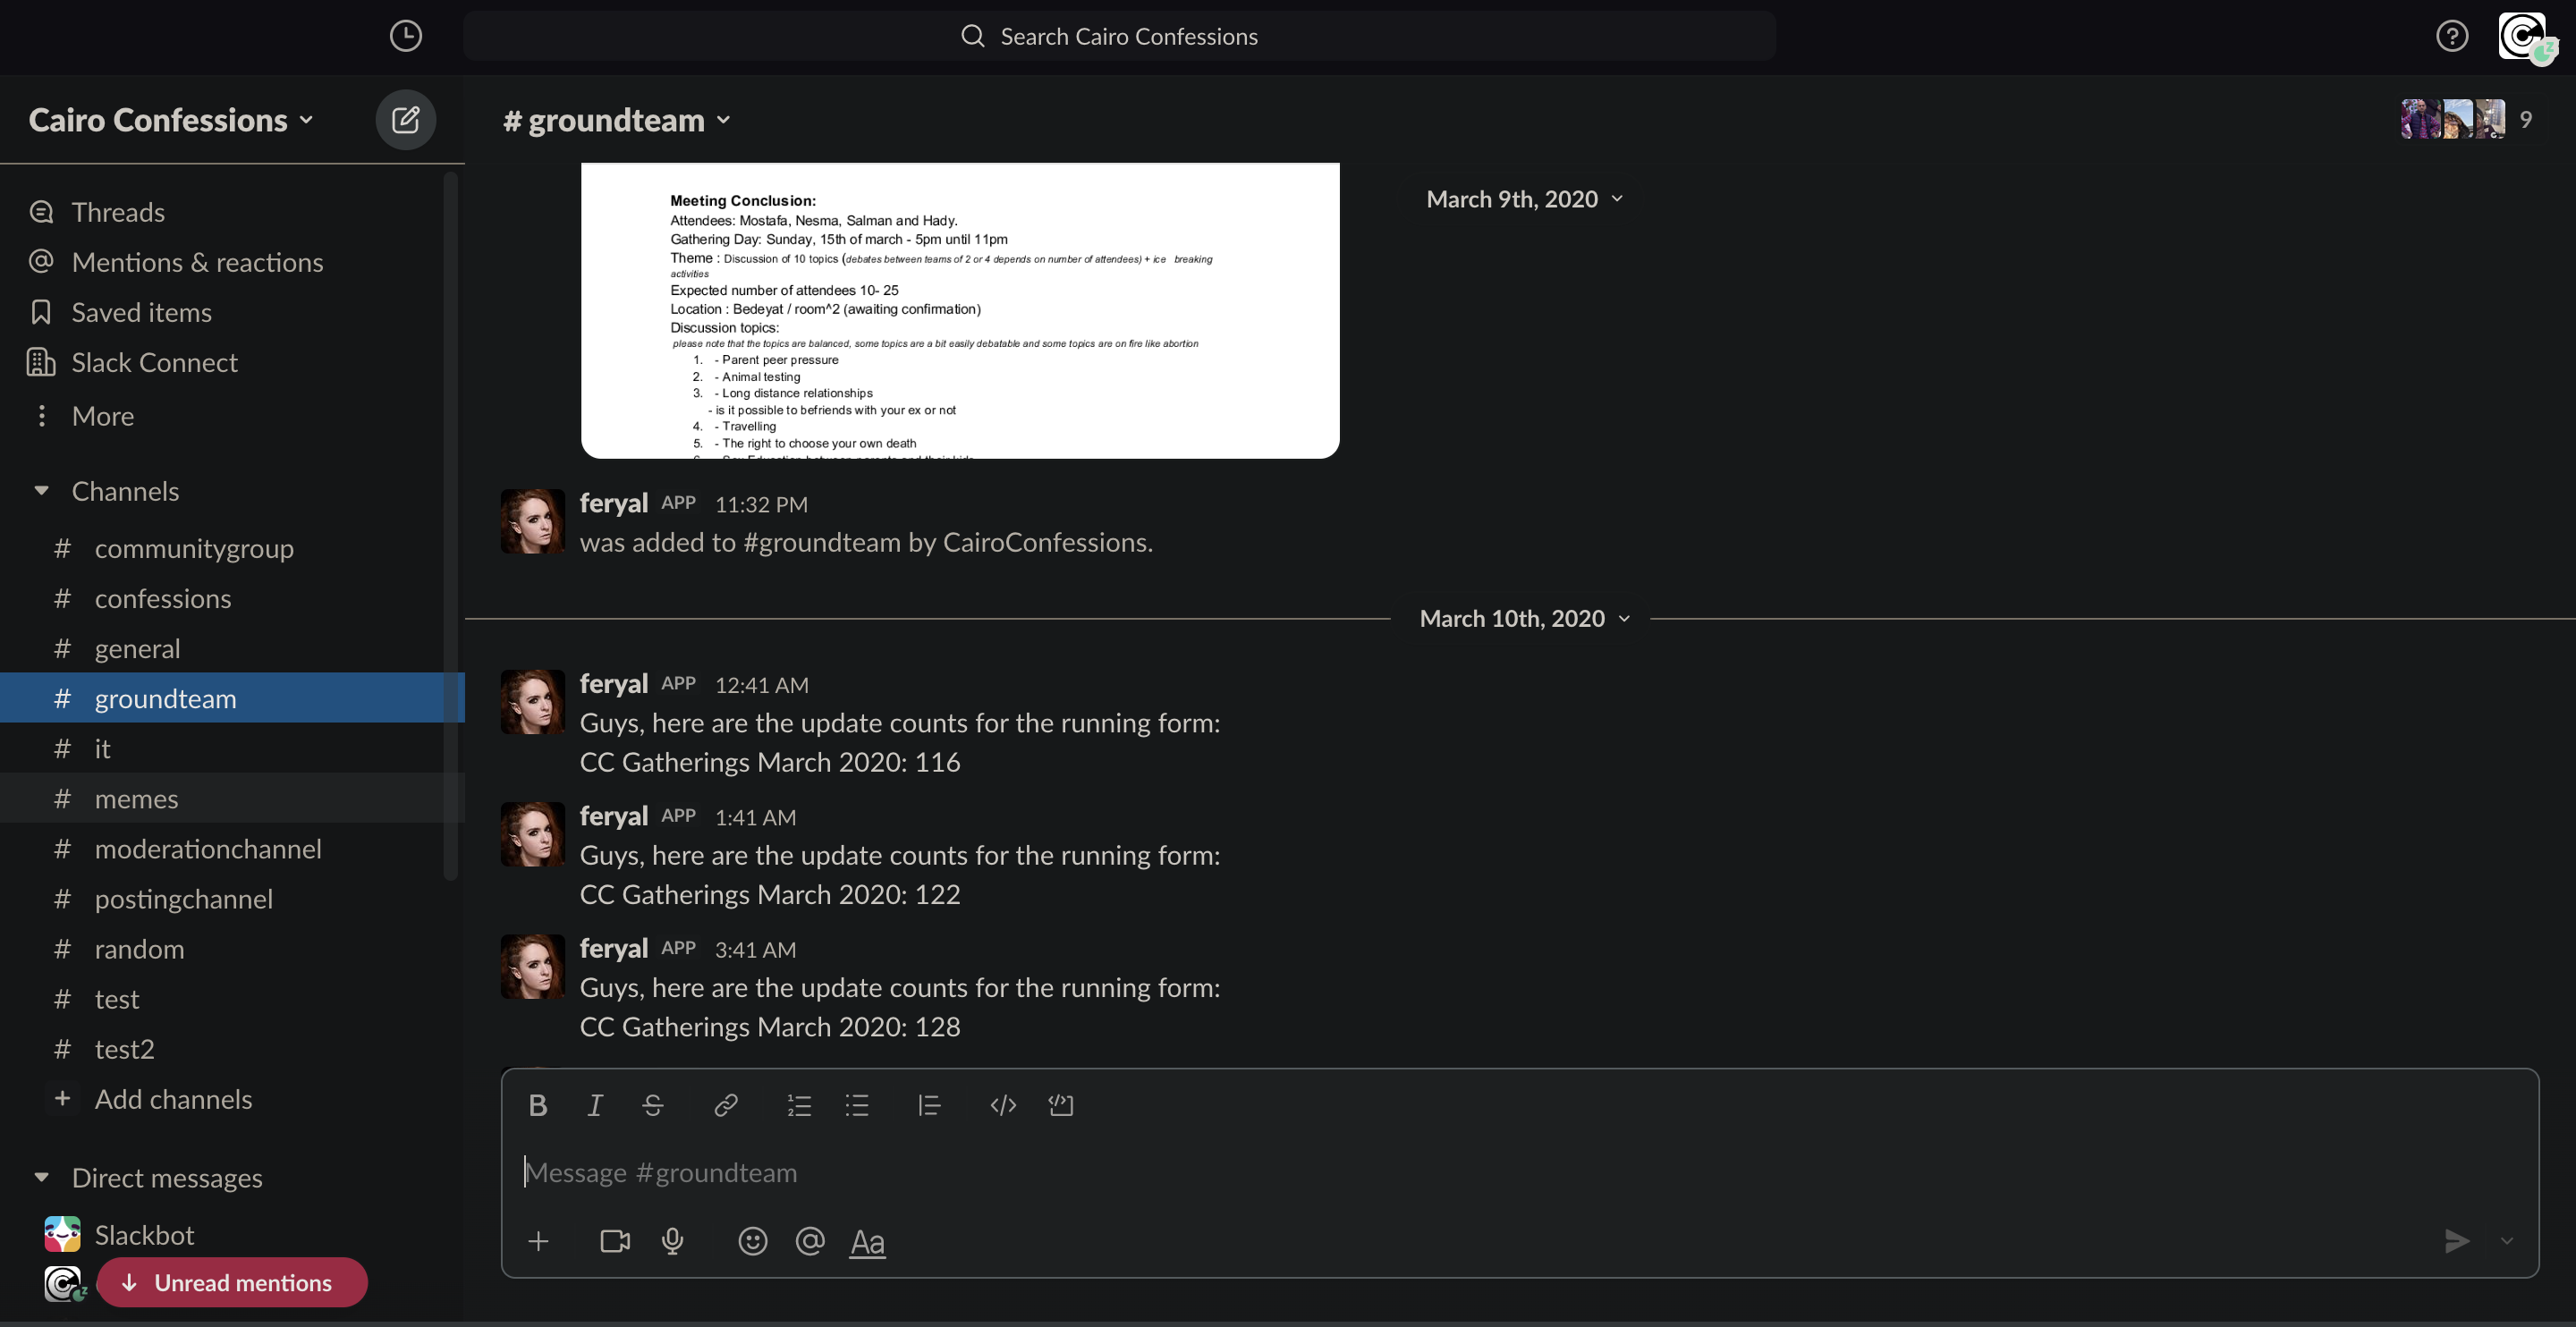 Search Cairo Confessions
Cairo Confessions
Threads
Mentions & reactions
Saved items
Slack Connect
More
Channels
# communitygroup
# confessions
# general
# groundteam
# it
# memes
# moderationchannel
# postingchannel
# random
# test
# test2
+ Add channels
Direct messages
Slackbot
Unread mentions
# groundteam
9
March 9th, 2020
Meeting Conclusion:
Attendees: Mostafa, Nesma, Salman and Hady.
Gathering Day: Sunday, 15th of march - 5pm until 11pm
Theme : Discussion of 10 topics (debates between teams of 2 or 4 depends on number of attendees) + ice breaking
activities
Expected number of attendees 10- 25
Location : Bedeyat / room^2 (awaiting confirmation)
Discussion topics:
please note that the topics are balanced, some topics are a bit easily debatable and some topics are on fire like abortion
1. - Parent peer pressure
2. - Animal testing
3. - Long distance relationships
- is it possible to befriends with your ex or not
4. - Travelling
5. - The right to choose your own death
6. - Sex Education between parents and their kids
feryal APP 11:32 PM
was added to #groundteam by CairoConfessions.
March 10th, 2020
feryal APP 12:41 AM
Guys, here are the update counts for the running form:
CC Gatherings March 2020: 116
feryal APP 1:41 AM
Guys, here are the update counts for the running form:
CC Gatherings March 2020: 122
feryal APP 3:41 AM
Guys, here are the update counts for the running form:
CC Gatherings March 2020: 128
Message #groundteam
Aa